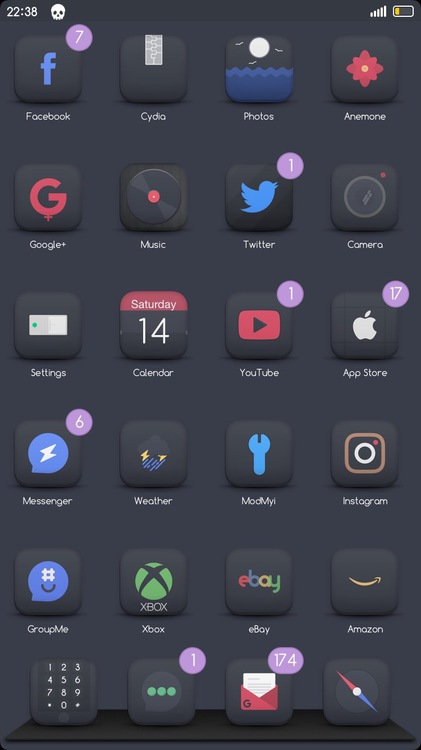 22:38
7
f
Facebook
Cydia
Photos
Anemone
G
Google+
Music
1
Twitter
Camera
Settings
Saturday
14
Calendar
1
YouTube
17
App Store
6
Messenger
Weather
ModMyi
Instagram
#
GroupMe
XBOX
Xbox
ebay
eBay
Amazon
1 2 3
4 5 6
7 8 9
* 0 #
1
174
G